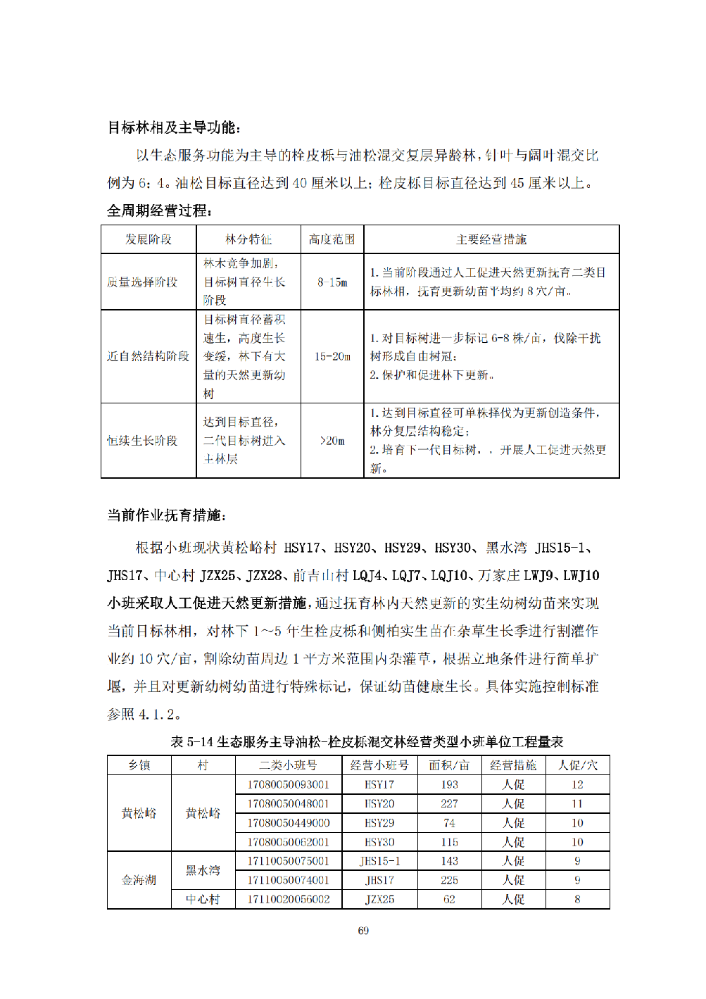 目标林相及主导功能：
以生态服务功能为主导的栓皮栎与油松混交复层异龄林，针叶与阔叶混交比
例为 6：4。油松目标直径达到 40 厘米以上；栓皮栎目标直径达到 45 厘米以上。
全周期经营过程：
发展阶段 林分特征 高度范围 主要经营措施
质量选择阶段
林木竞争加剧，
目标树直径生长
阶段
8-15m
1.当前阶段通过人工促进天然更新抚育二类目
标林相，抚育更新幼苗平均约 8 穴/亩。
近自然结构阶段
目标树直径蓄积
速生，高度生长
变缓，林下有大
量的天然更新幼
树
15-20m
1.对目标树进一步标记 6-8 株/亩，伐除干扰
树形成自由树冠；
2.保护和促进林下更新。
恒续生长阶段
达到目标直径，
二代目标树进入
主林层
>20m
1.达到目标直径可单株择伐为更新创造条件，
林分复层结构稳定；
2.培育下一代目标树，，开展人工促进天然更
新。
当前作业抚育措施：
根据小班现状黄松峪村 HSY17、HSY20、HSY29、HSY30、黑水湾 JHS15-1、
JHS17、中心村 JZX25、JZX28、前吉山村 LQJ4、LQJ7、LQJ10、万家庄 LWJ9、LWJ10
小班采取人工促进天然更新措施，通过抚育林内天然更新的实生幼树幼苗来实现
当前目标林相，对林下 1～5 年生栓皮栎和侧柏实生苗在杂草生长季进行割灌作
业约 10 穴/亩，割除幼苗周边 1 平方米范围内杂灌草，根据立地条件进行简单扩
堰，并且对更新幼树幼苗进行特殊标记，保证幼苗健康生长。具体实施控制标准
参照 4.1.2。
表 5-14 生态服务主导油松-栓皮栎混交林经营类型小班单位工程量表
乡镇 村 二类小班号 经营小班号 面积/亩 经营措施 人促/穴
黄松峪 黄松峪 17080050093001 HSY17 193 人促 12
17080050048001 HSY20 227 人促 11
17080050449000 HSY29 74 人促 10
17080050062001 HSY30 115 人促 10
金海湖 黑水湾 17110050075001 JHS15-1 143 人促 9
17110050074001 JHS17 225 人促 9
中心村 17110020056002 JZX25 62 人促 8
69